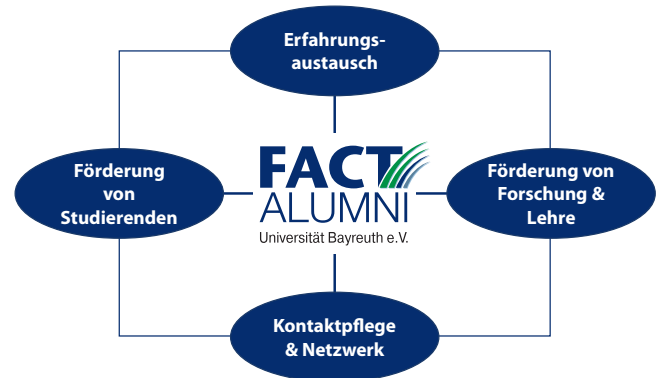 Erfahrungs-
austausch
Förderung
von
Studierenden
FACT
ALUMNI
Universität Bayreuth e.V.
Förderung von
Forschung &
Lehre
Kontaktpflege
& Netzwerk